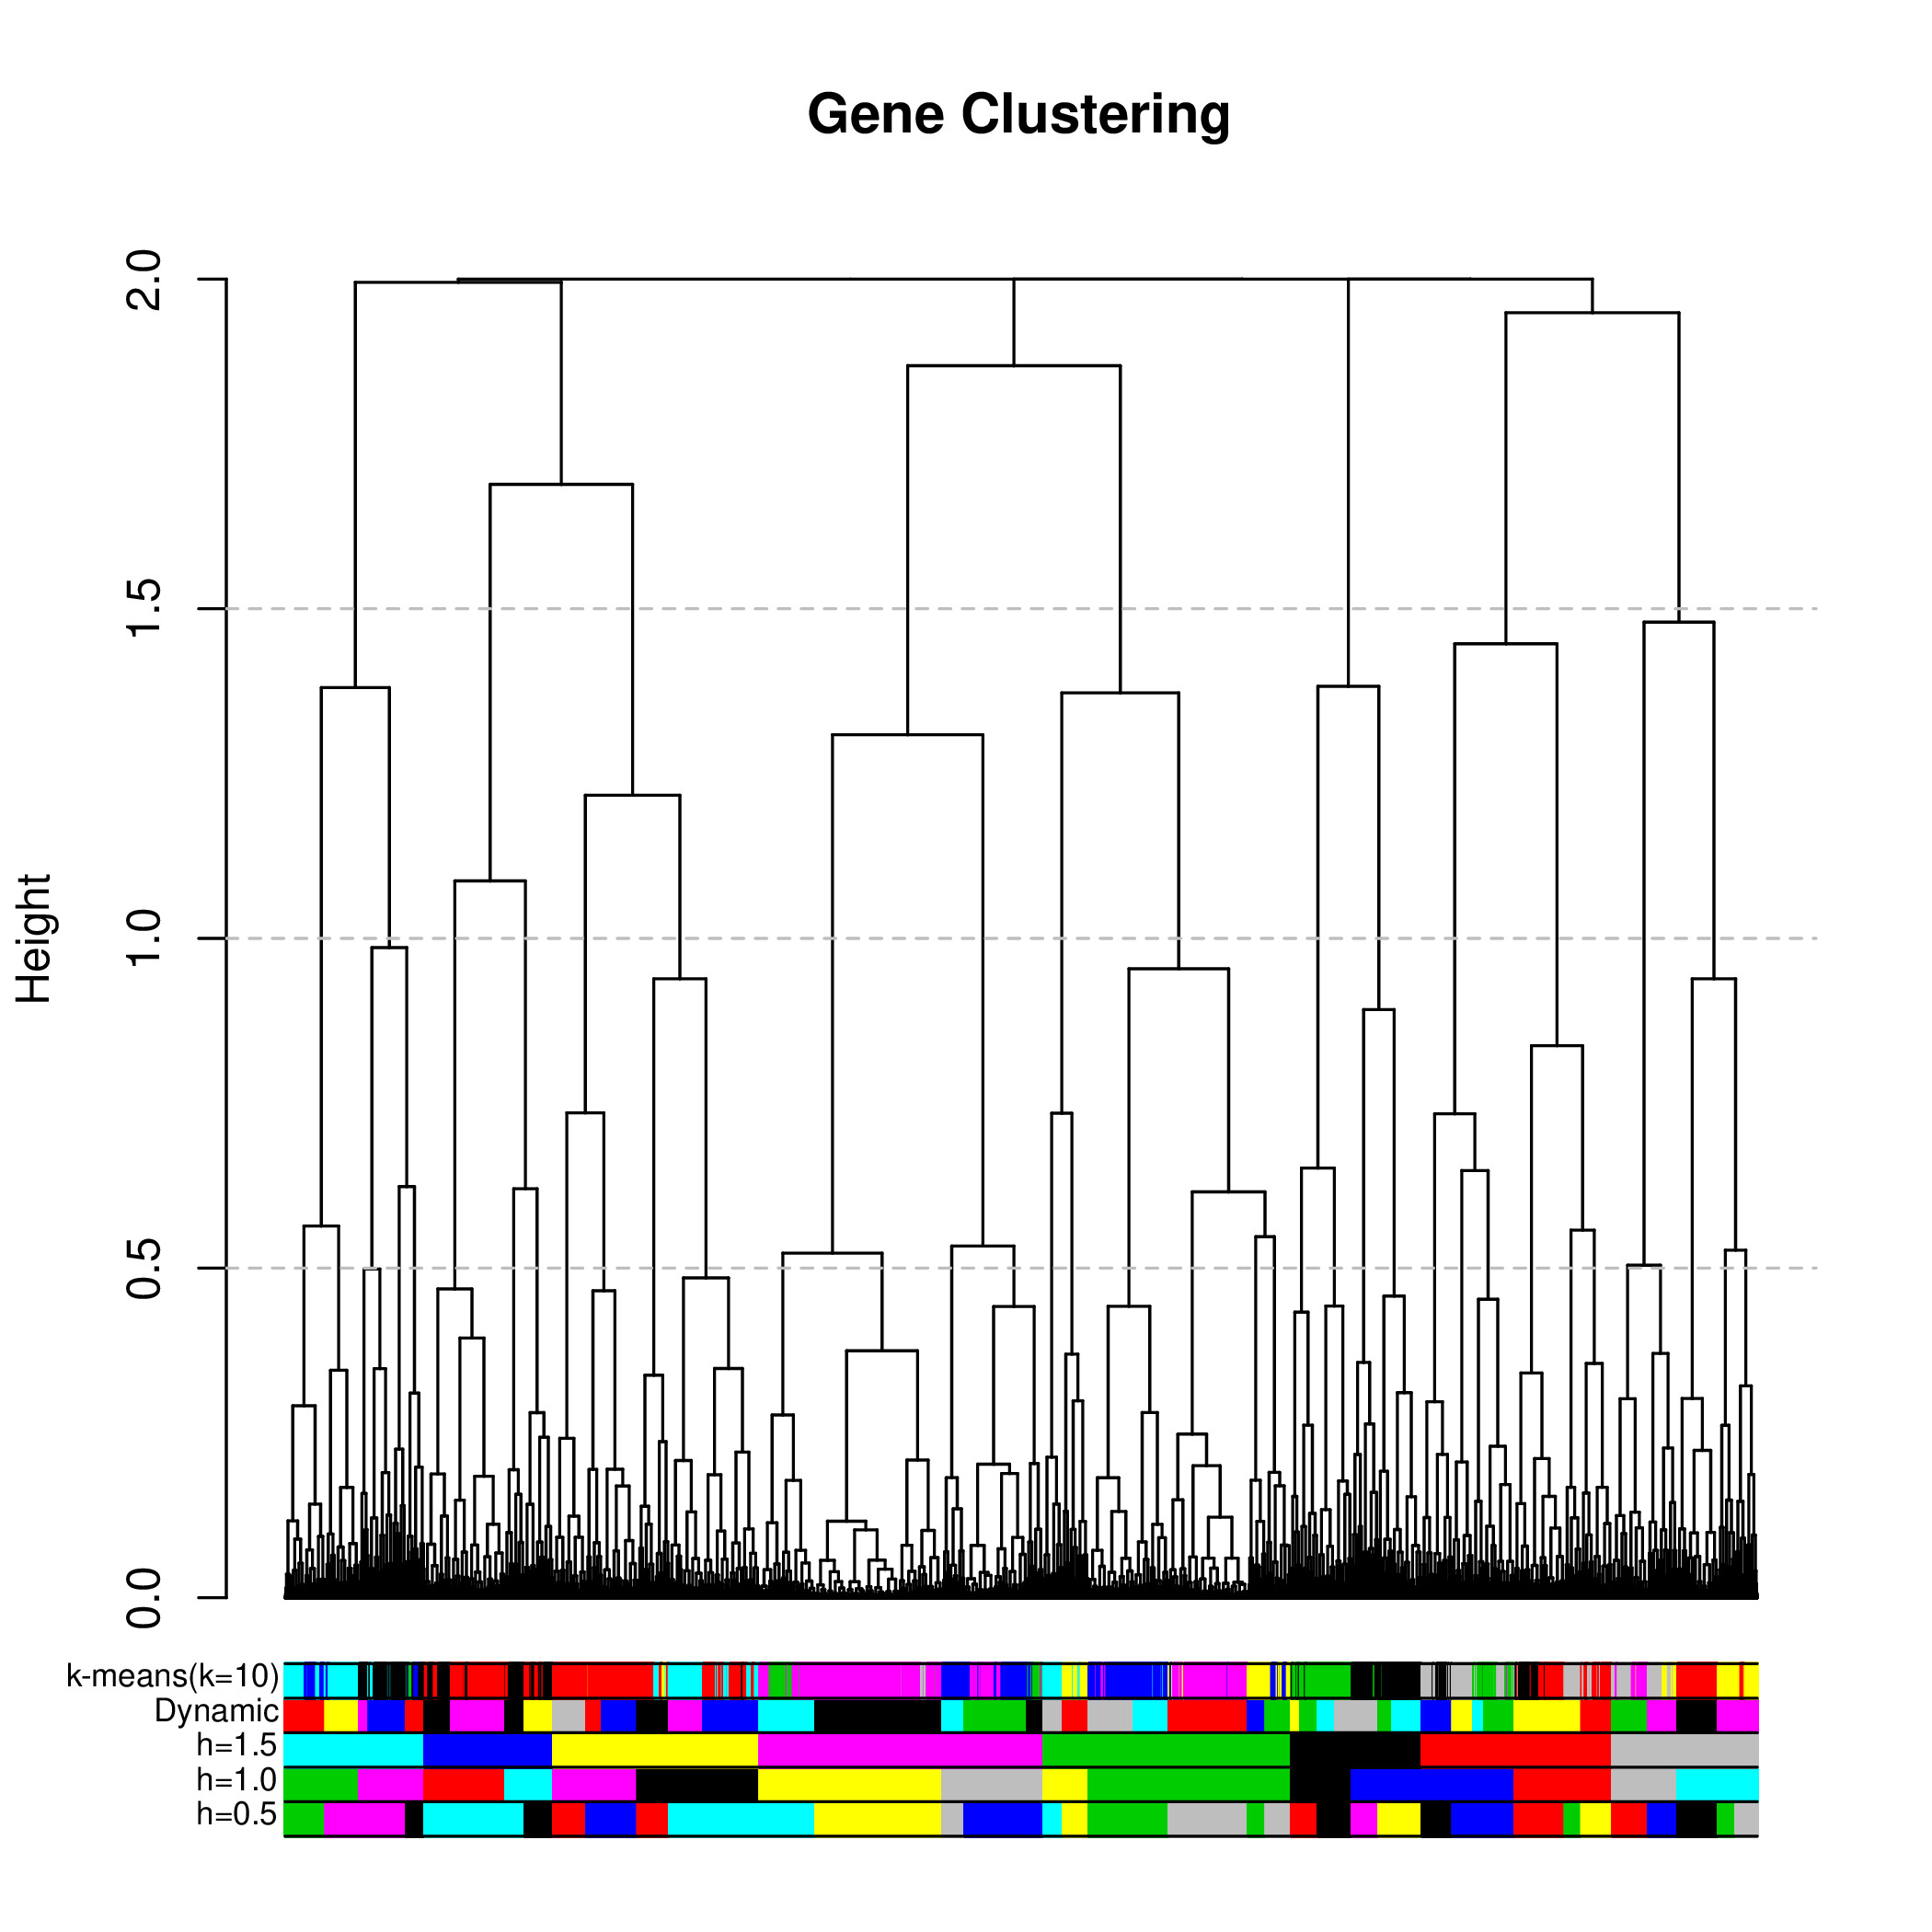 Gene Clustering
Height
2.0
1.5
1.0
0.5
0.0
k-means(k=10)
Dynamic
h=1.5
h=1.0
h=0.5